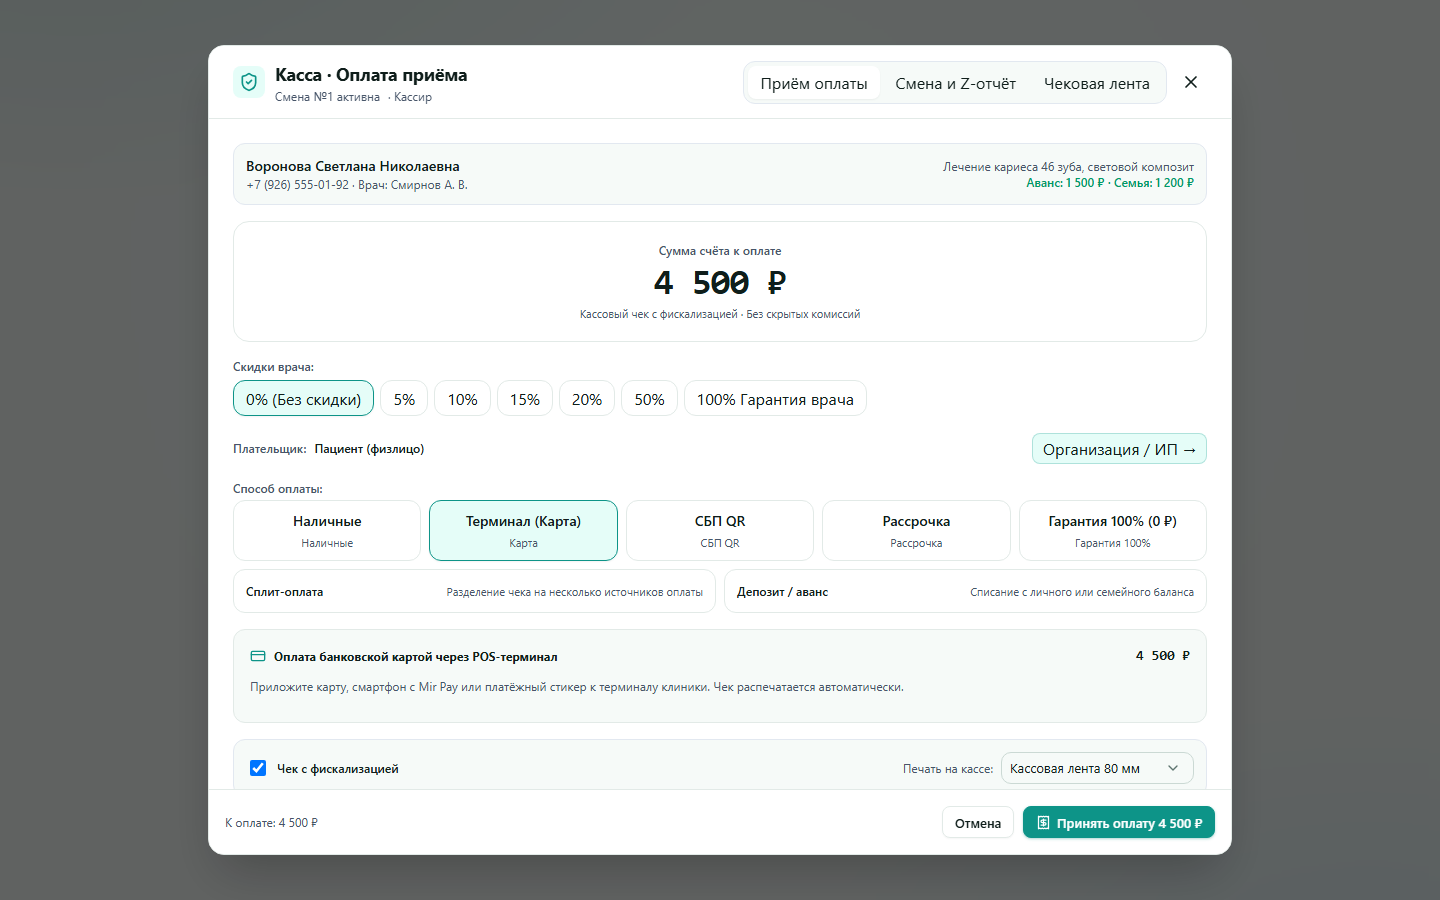 Касса · Оплата приёма
Смена №1 активна · Кассир
Приём оплаты
Смена и Z-отчёт
Чековая лента
Воронова Светлана Николаевна
+7 (926) 555-01-92 · Врач: Смирнов А. В.
Лечение кариеса 46 зуба, световой композит
Аванс: 1 500 ₽ · Семья: 1 200 ₽
Сумма счёта к оплате
4 500 ₽
Кассовый чек с фискализацией · Без скрытых комиссий
Скидки врача:
0% (Без скидки) 5% 10% 15% 20% 50% 100% Гарантия врача
Плательщик: Пациент (физлицо)
Организация / ИП →
Способ оплаты:
Наличные
Наличные
Терминал (Карта)
Карта
СБП QR
СБП QR
Рассрочка
Рассрочка
Гарантия 100% (0 ₽)
Гарантия 100%
Сплит-оплата Разделение чека на несколько источников оплаты
Депозит / аванс Списание с личного или семейного баланса
Оплата банковской картой через POS-терминал 4 500 ₽
Приложите карту, смартфон с Mir Pay или платёжный стикер к терминалу клиники. Чек распечатается автоматически.
Чек с фискализацией
Печать на кассе: Кассовая лента 80 мм
К оплате: 4 500 ₽
Отмена
Принять оплату 4 500 ₽